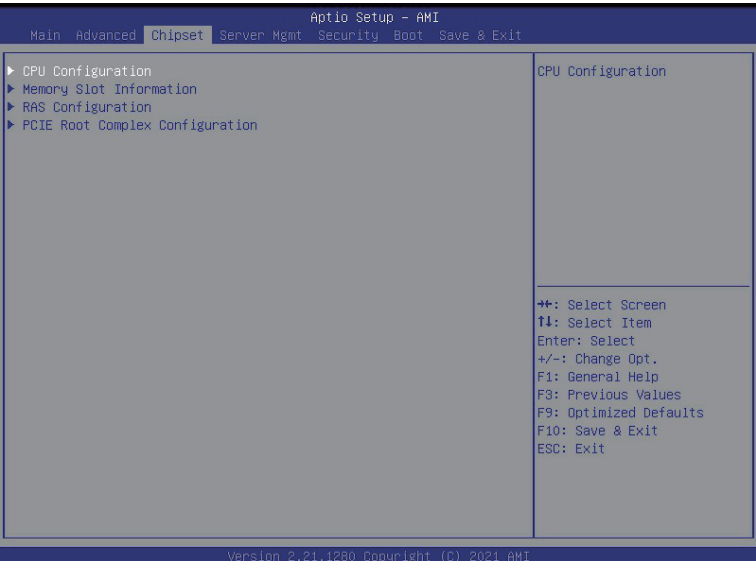 Aptio Setup – AMI
Main Advanced Chipset Server Mgmt Security Boot Save & Exit
CPU Configuration
Memory Slot Information
RAS Configuration
PCIE Root Complex Configuration
CPU Configuration
→←: Select Screen
↑↓: Select Item
Enter: Select
+/-: Change Opt.
F1: General Help
F3: Previous Values
F9: Optimized Defaults
F10: Save & Exit
ESC: Exit
Version 2.21.1280 Copyright (C) 2021 AMI